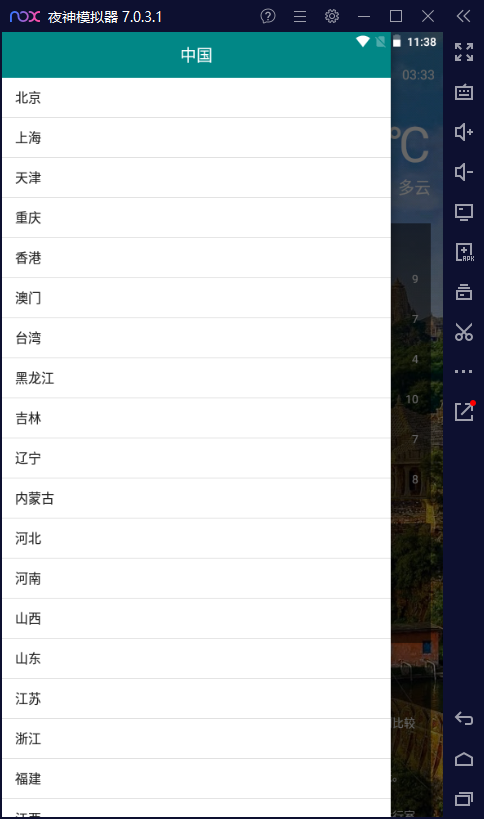 nox 夜神模拟器 7.0.3.1
11:38
中国
03:33
℃
多云
北京
上海
天津
重庆
香港
澳门
台湾
黑龙江
吉林
辽宁
内蒙古
河北
河南
山西
山东
江苏
浙江
福建
江西
9
7
4
10
7
8
比较
APK